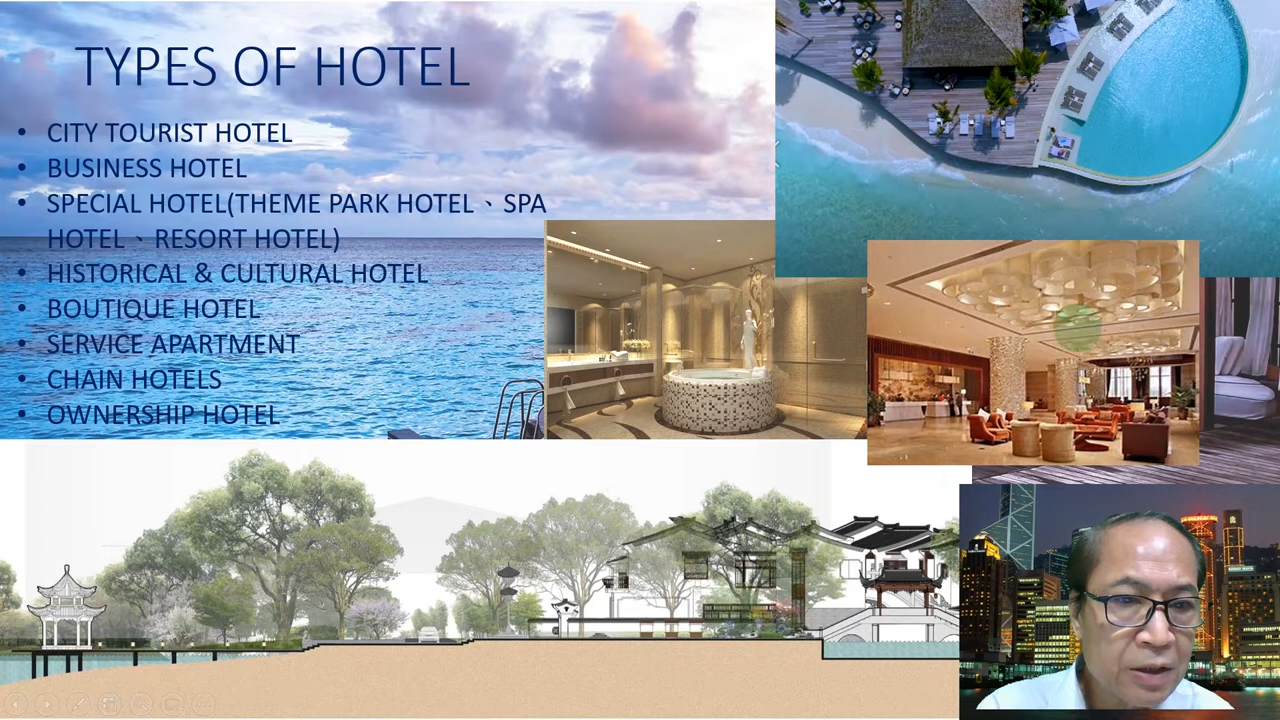 TYPES OF HOTEL
• CITY TOURIST HOTEL
• BUSINESS HOTEL
• SPECIAL HOTEL(THEME PARK HOTEL、SPA
HOTEL、RESORT HOTEL)
• HISTORICAL & CULTURAL HOTEL
• BOUTIQUE HOTEL
• SERVICE APARTMENT
• CHAIN HOTELS
• OWNERSHIP HOTEL